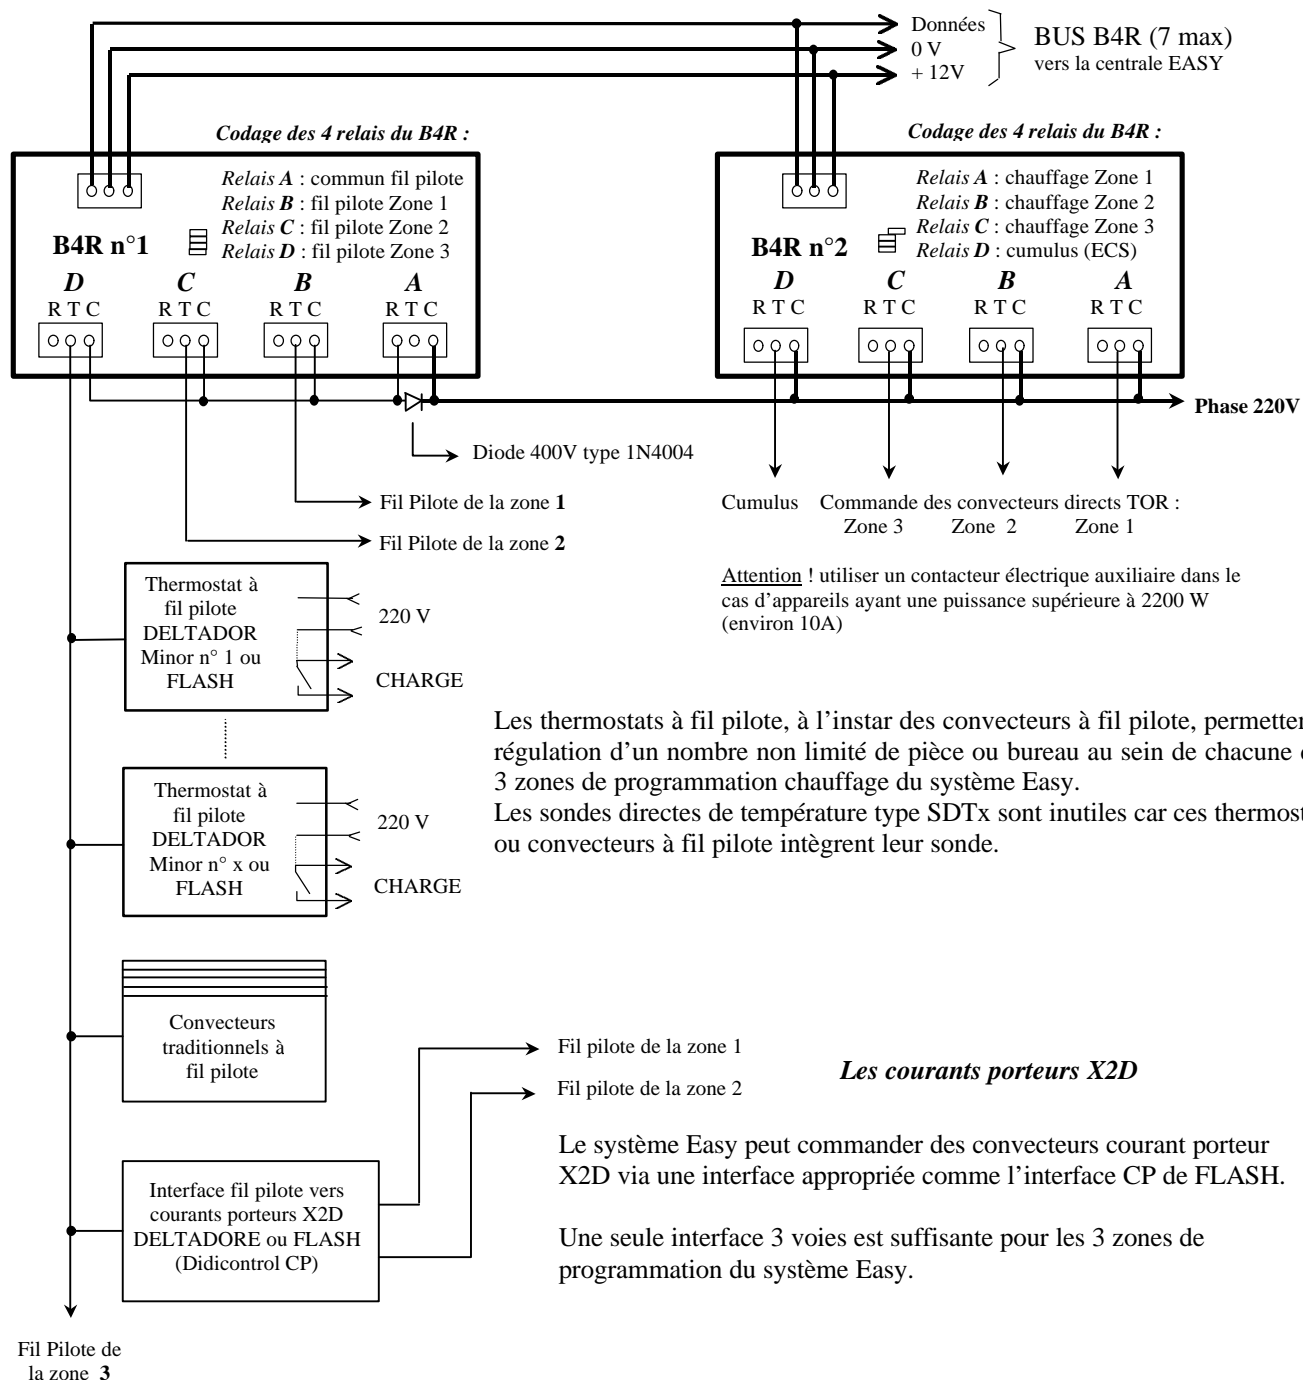 Données
0 V
+ 12V
BUS B4R (7 max)
vers la centrale EASY
Codage des 4 relais du B4R :
Relais A : commun fil pilote
Relais B : fil pilote Zone 1
Relais C : fil pilote Zone 2
Relais D : fil pilote Zone 3
B4R n°1
D C B A
R T C R T C R T C R T C
Codage des 4 relais du B4R :
Relais A : chauffage Zone 1
Relais B : chauffage Zone 2
Relais C : chauffage Zone 3
Relais D : cumulus (ECS)
B4R n°2
D C B A
R T C R T C R T C R T C
Phase 220V
Diode 400V type 1N4004
Fil Pilote de la zone 1
Fil Pilote de la zone 2
Cumulus
Commande des convecteurs directs TOR :
Zone 3 Zone 2 Zone 1
Attention ! utiliser un contacteur électrique auxiliaire dans le
cas d’appareils ayant une puissance supérieure à 2200 W
(environ 10A)
Thermostat à
fil pilote
DELTADOR
Minor n° 1 ou
FLASH
220 V
CHARGE
Les thermostats à fil pilote, à l’instar des convecteurs à fil pilote, permetten
régulation d’un nombre non limité de pièce ou bureau au sein de chacune
3 zones de programmation chauffage du système Easy.
Les sondes directes de température type SDTx sont inutiles car ces thermost
ou convecteurs à fil pilote intègrent leur sonde.
Thermostat à
fil pilote
DELTADOR
Minor n° x ou
FLASH
220 V
CHARGE
Convecteurs
traditionnels à
fil pilote
Fil pilote de la zone 1
Fil pilote de la zone 2
Les courants porteurs X2D
Le système Easy peut commander des convecteurs courant porteur
X2D via une interface appropriée comme l’interface CP de FLASH.
Une seule interface 3 voies est suffisante pour les 3 zones de
programmation du système Easy.
Interface fil pilote vers
courants porteurs X2D
DELTADORE ou FLASH
(Didicontrol CP)
Fil Pilote de
la zone 3